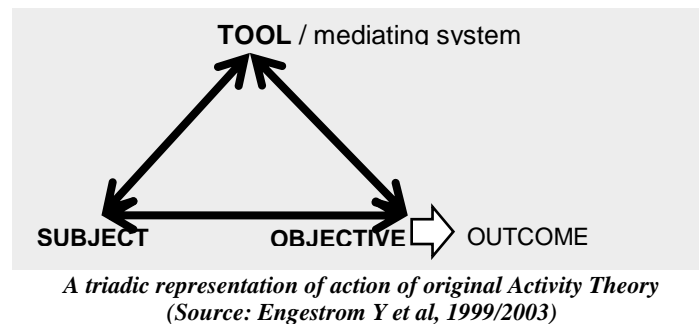 TOOL / mediating system
SUBJECT OBJECTIVE OUTCOME
A triadic representation of action of original Activity Theory
(Source: Engestrom Y et al, 1999/2003)